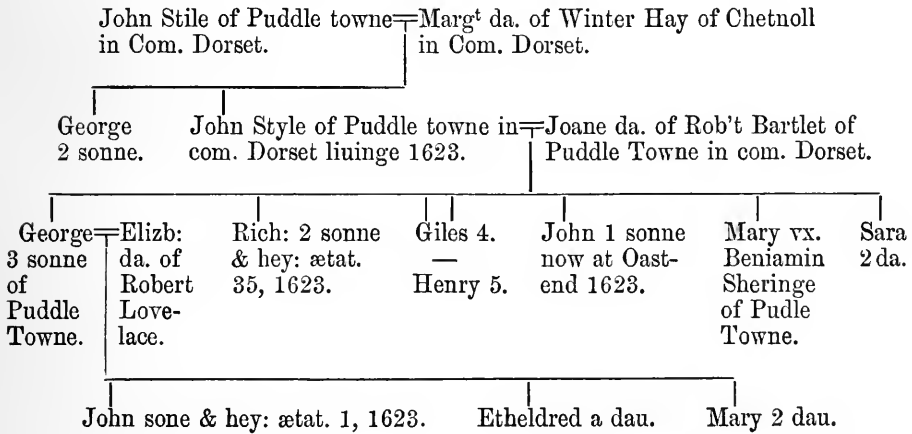 John Stile of Puddle towne=Margᵗ da. of Winter Hay of Chetnoll
in Com. Dorset. in Com. Dorset.
George
2 sonne.
John Style of Puddle towne in=Joane da. of Rob't Bartlet of
com. Dorset liuinge 1623. Puddle Towne in com. Dorset.
George=
3 sonne
of
Puddle
Towne.
Elizb:
da. of
Robert
Love-
lace.
Rich: 2 sonne
& hey: ætat.
35, 1623.
Giles 4.
—
Henry 5.
John 1 sonne
now at Oast-
end 1623.
Mary vx.
Beniamin
Sheringe
of Pudle
Towne.
Sara
2 da.
John sone & hey: ætat. 1, 1623. Etheldred a dau. Mary 2 dau.